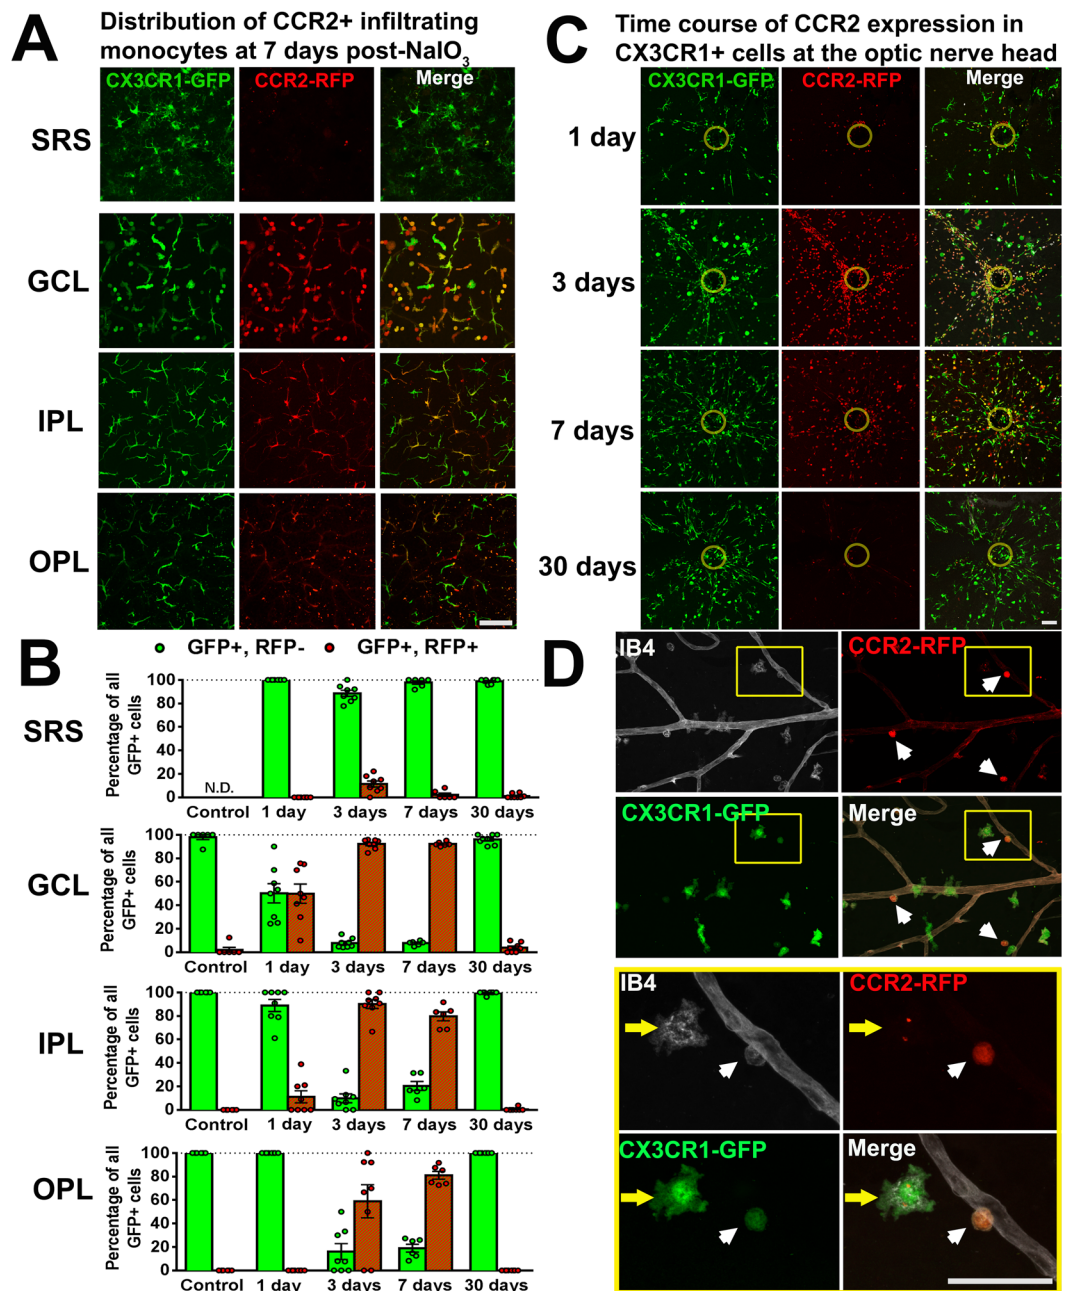 A
Distribution of CCR2+ infiltrating
monocytes at 7 days post-NaIO3
CX3CR1-GFP CCR2-RFP Merge
SRS
GCL
IPL
OPL
C
Time course of CCR2 expression in
CX3CR1+ cells at the optic nerve head
CX3CR1-GFP CCR2-RFP Merge
1 day
3 days
7 days
30 days
B
GFP+, RFP- GFP+, RFP+
SRS
Percentage of all
GFP+ cells
100
80
60
40
20
0
N.D.
Control 1 day 3 days 7 days 30 days
GCL
Percentage of all
GFP+ cells
100
80
60
40
20
0
Control 1 day 3 days 7 days 30 days
IPL
Percentage of all
GFP+ cells
100
80
60
40
20
0
Control 1 day 3 days 7 days 30 days
OPL
Percentage of all
GFP+ cells
100
80
60
40
20
0
Control 1 day 3 days 7 days 30 days
D
IB4 CCR2-RFP
CX3CR1-GFP Merge
IB4 CCR2-RFP
CX3CR1-GFP Merge